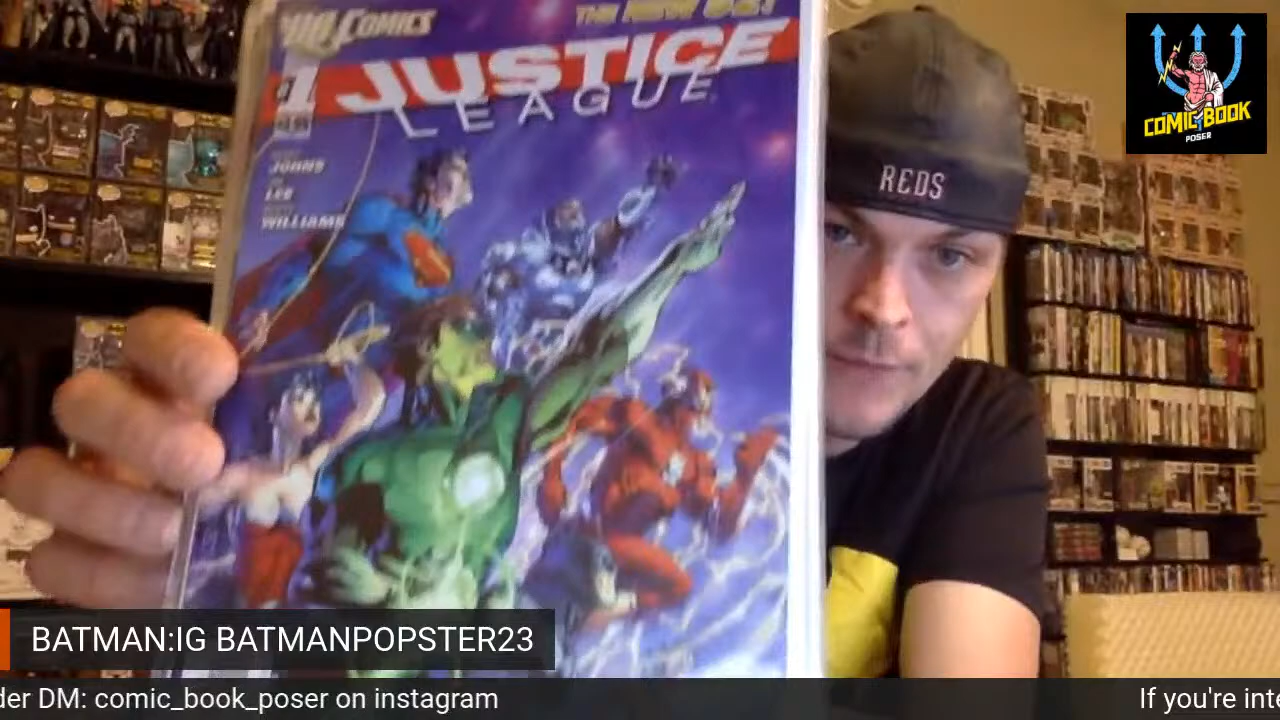 DC COMICS
THE NEW 52!
#1
JUSTICE
LEAGUE
JOHNS
LEE
WILLIAMS
REDS
COMIC BOOK
POSER
BATMAN:IG BATMANPOPSTER23
der DM: comic_book_poser on instagram
If you're inte